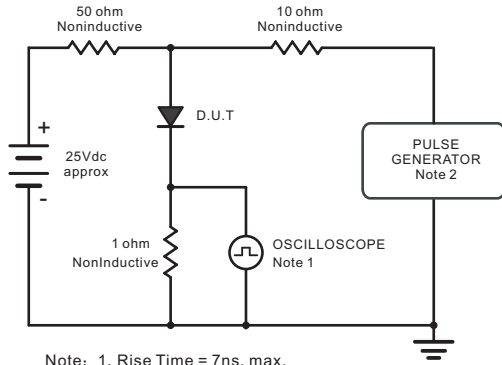 50 ohm
Noninductive
10 ohm
Noninductive
D.U.T
+
25Vdc
approx
-
PULSE
GENERATOR
Note 2
1 ohm
NonInductive
OSCILLOSCOPE
Note 1
Note: 1. Rise Time = 7ns, max.